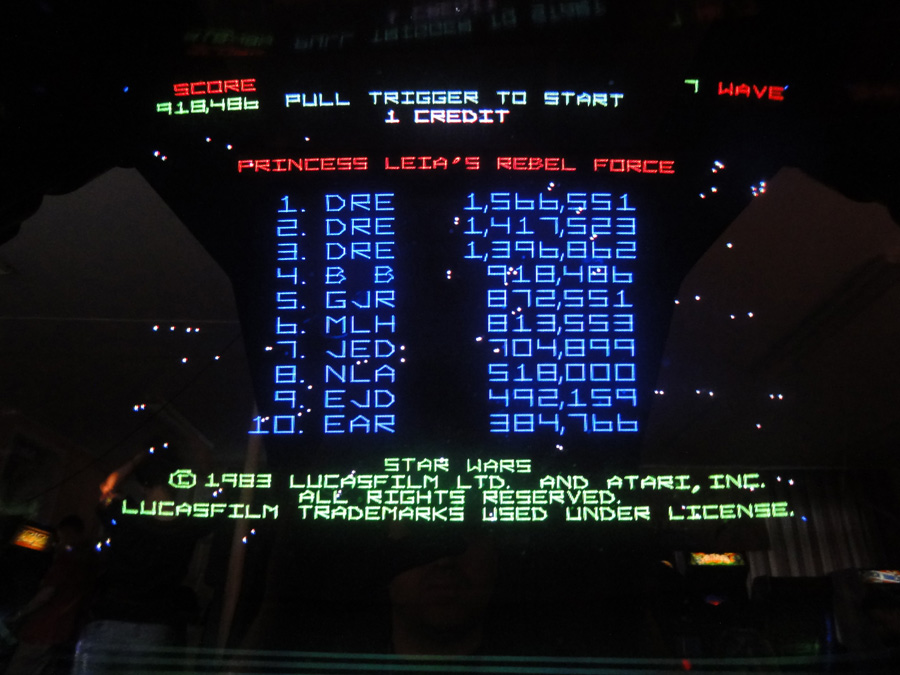 SCORE
918,486
PULL TRIGGER TO START
1 CREDIT
7 WAVE
PRINCESS LEIA'S REBEL FORCE
1. DRE 1,566,551
2. DRE 1,417,523
3. DRE 1,396,862
4. B B 918,486
5. GJR 872,551
6. MLH 813,553
7. JED 704,899
8. NLA 518,000
9. EJD 492,159
10. EAR 384,766
STAR WARS
© 1983 LUCASFILM LTD. AND ATARI, INC.
ALL RIGHTS RESERVED.
LUCASFILM TRADEMARKS USED UNDER LICENSE.